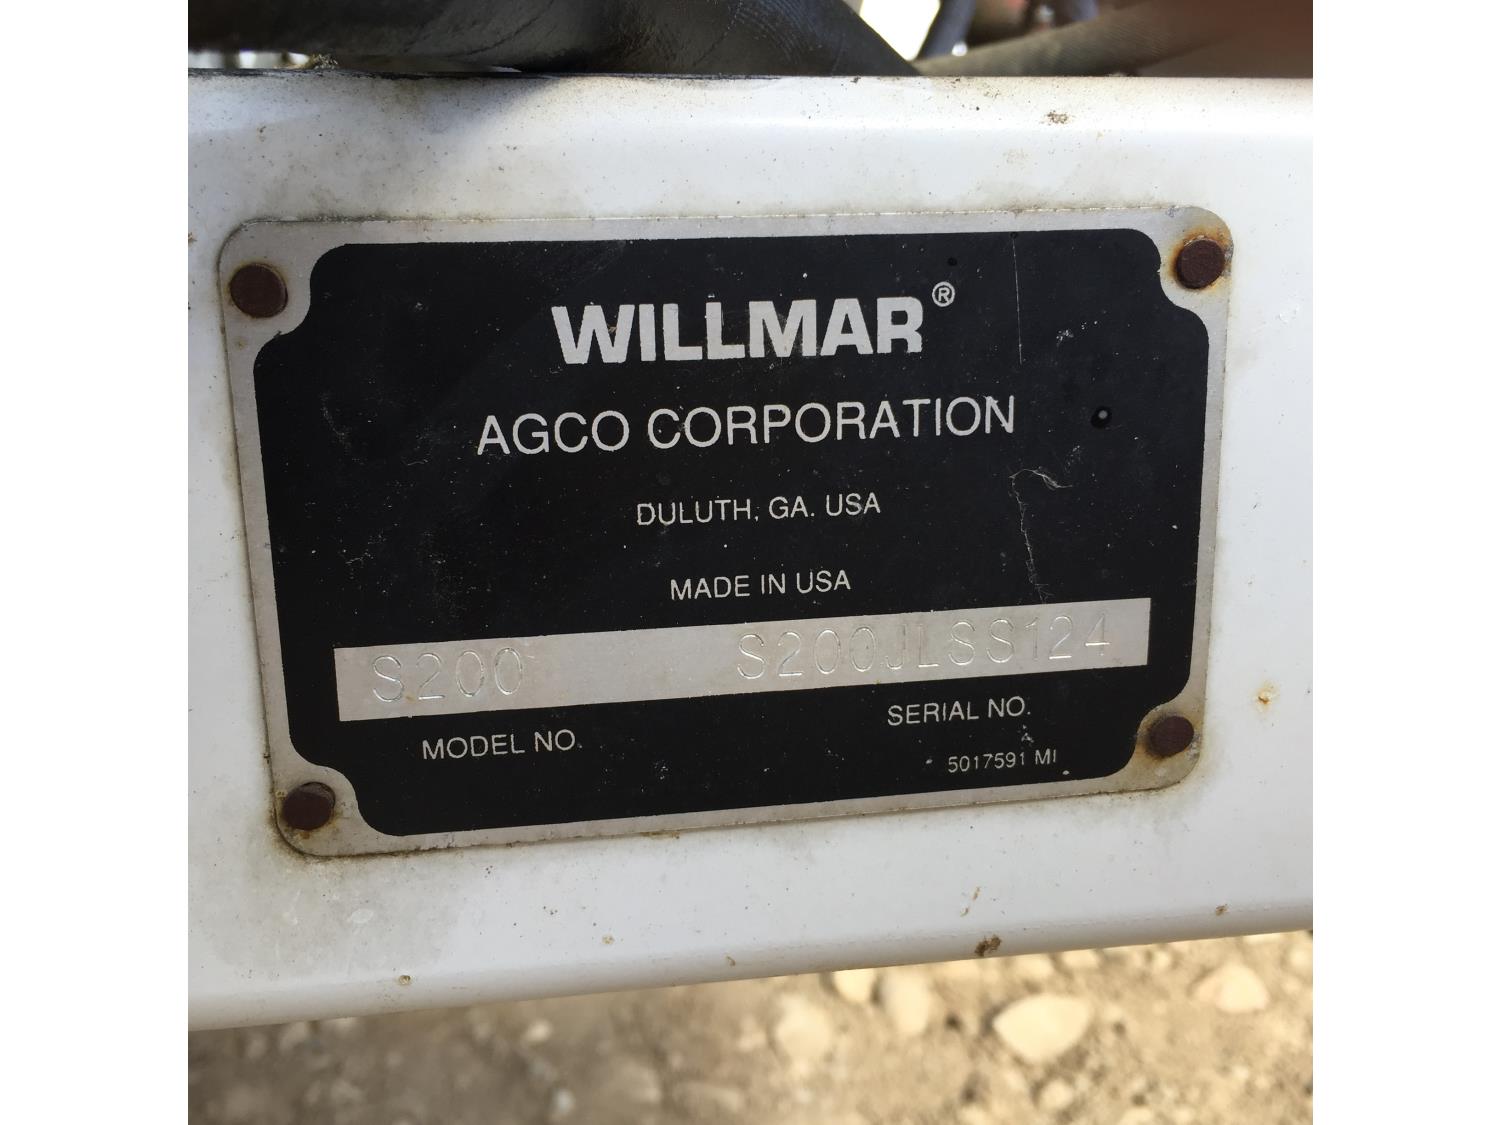 WILLMAR®
AGCO CORPORATION
DULUTH, GA. USA
MADE IN USA
S200 S200JLSS124
MODEL NO. SERIAL NO.
5017591 MI